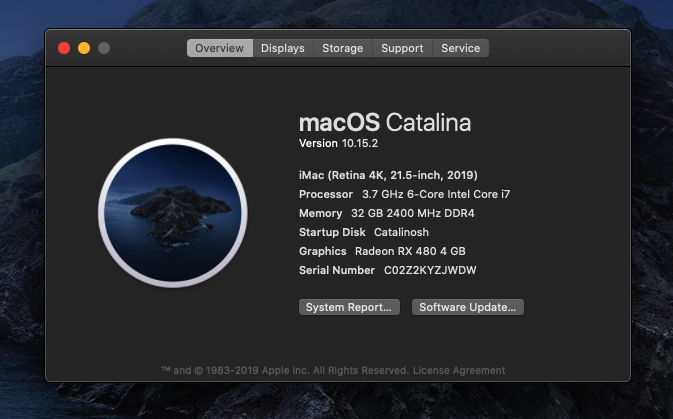 Overview Displays Storage Support Service
macOS Catalina
Version 10.15.2
iMac (Retina 4K, 21.5-inch, 2019)
Processor 3.7 GHz 6-Core Intel Core i7
Memory 32 GB 2400 MHz DDR4
Startup Disk Catalinosh
Graphics Radeon RX 480 4 GB
Serial Number C02Z2KYZJWDW
System Report... Software Update...
™ and © 1983-2019 Apple Inc. All Rights Reserved. License Agreement